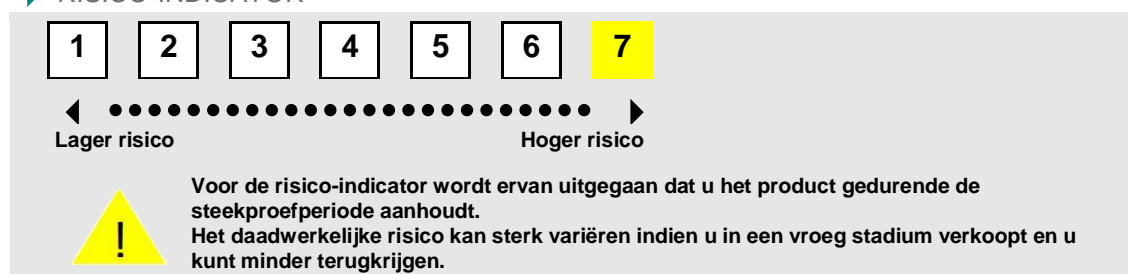 RISICO-INDICATOR
1 2 3 4 5 6 7
Lager risico Hoger risico
Voor de risico-indicator wordt ervan uitgegaan dat u het product gedurende de
steekproefperiode aanhoudt.
Het daadwerkelijke risico kan sterk variëren indien u in een vroeg stadium verkoopt en u
kunt minder terugkrijgen.
!